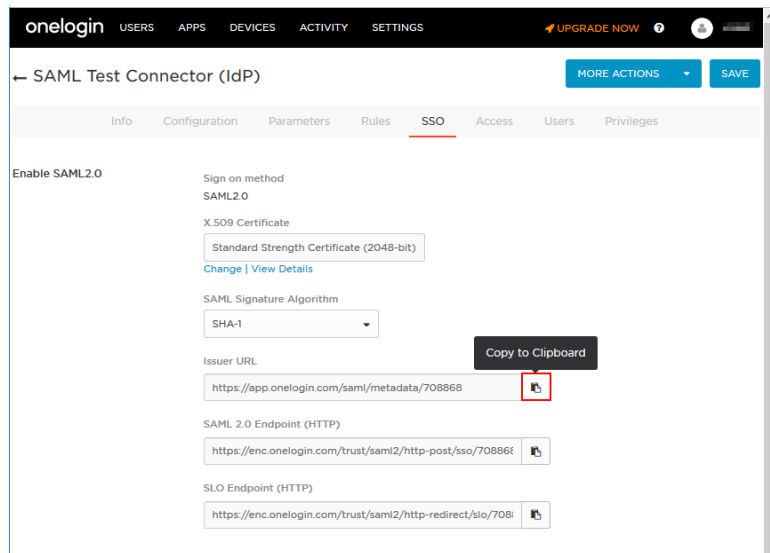 onelogin USERS APPS DEVICES ACTIVITY SETTINGS UPGRADE NOW ?
← SAML Test Connector (IdP) MORE ACTIONS SAVE
Info Configuration Parameters Rules SSO Access Users Privileges
Enable SAML2.0
Sign on method
SAML2.0
X.509 Certificate
Standard Strength Certificate (2048-bit)
Change | View Details
SAML Signature Algorithm
SHA-1
Copy to Clipboard
Issuer URL
https://app.onelogin.com/saml/metadata/708868
SAML 2.0 Endpoint (HTTP)
https://enc.onelogin.com/trust/saml2/http-post/sso/708868
SLO Endpoint (HTTP)
https://enc.onelogin.com/trust/saml2/http-redirect/slo/708